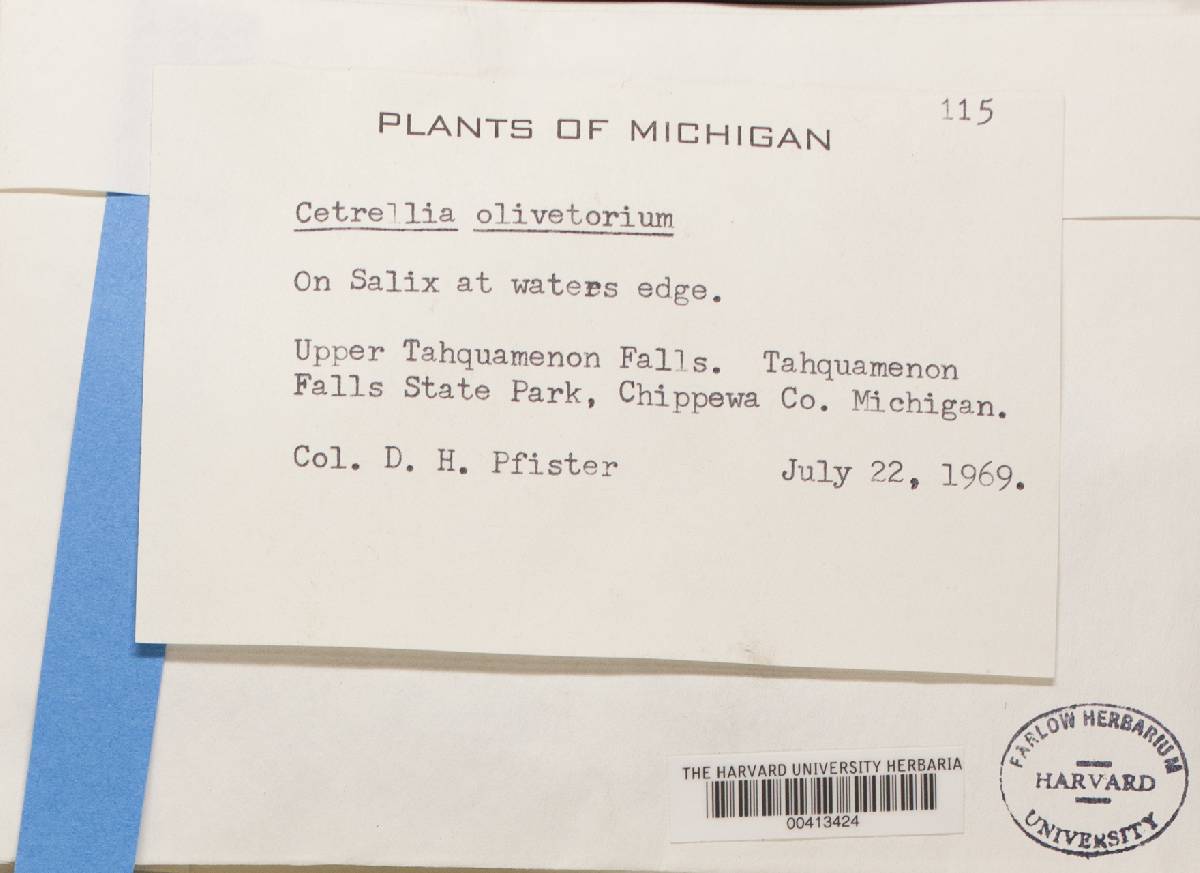 115
PLANTS OF MICHIGAN
Cetrellia olivetorium
On Salix at waters edge.
Upper Tahquamenon Falls. Tahquamenon
Falls State Park, Chippewa Co. Michigan.
Col. D. H. Pfister July 22, 1969.
THE HARVARD UNIVERSITY HERBARIA
00413424
FARLOW HERBARIUM
HARVARD
UNIVERSITY